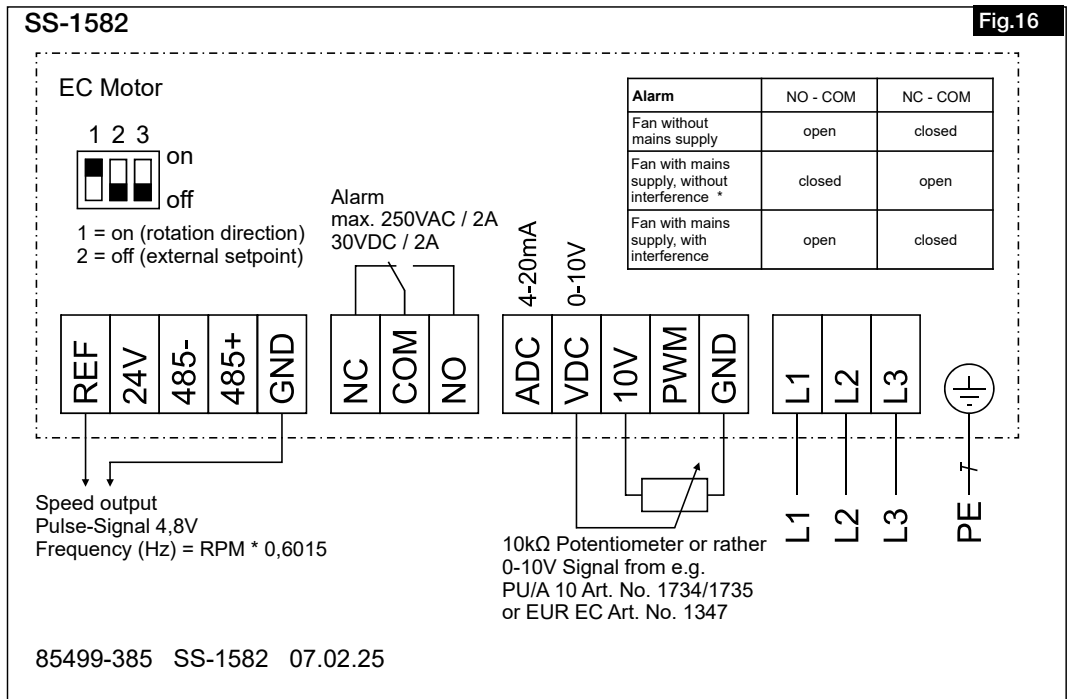 SS-1582
Fig.16
EC Motor
1 2 3
on
off
1 = on (rotation direction)
2 = off (external setpoint)
Alarm
max. 250VAC / 2A
30VDC / 2A
4-20mA
0-10V
Alarm NO - COM NC - COM
Fan without
mains supply
open closed
Fan with mains
supply, without
interference *
closed open
Fan with mains
supply, with
interference
open closed
REF 24V 485- 485+ GND
NC COM NO
ADC VDC 10V PWM GND
L1 L2 L3
L1 L2 L3 PE
Speed output
Pulse-Signal 4,8V
Frequency (Hz) = RPM * 0,6015
10kΩ Potentiometer or rather
0-10V Signal from e.g.
PU/A 10 Art. No. 1734/1735
or EUR EC Art. No. 1347
85499-385 SS-1582 07.02.25